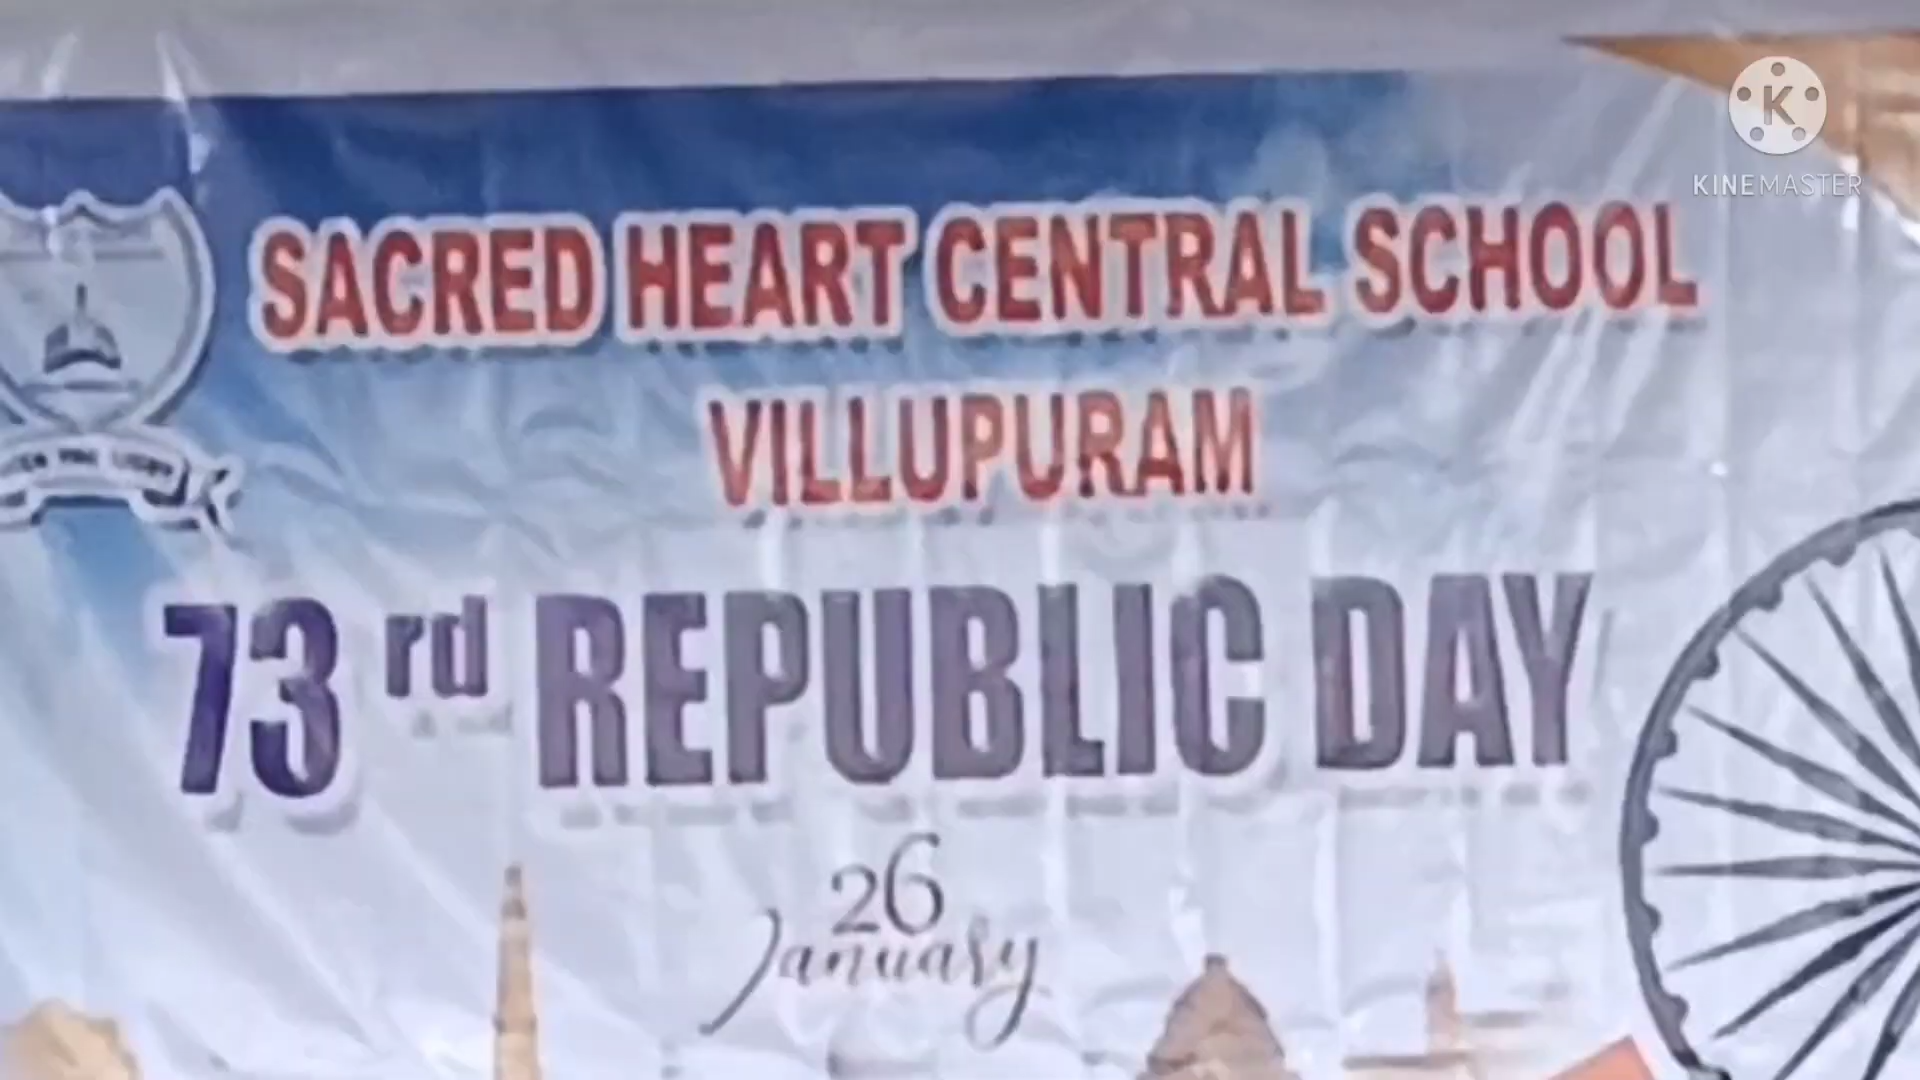 KINEMASTER
SACRED HEART CENTRAL SCHOOL
VILLUPURAM
73 rd REPUBLIC DAY
26
January